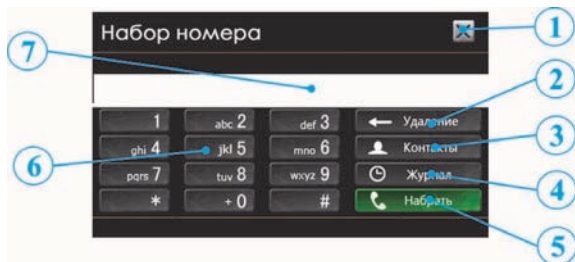 Набор номера
1
7
2
1 abc 2 def 3 Удаление
3
ghi 4 jkl 5 mno 6 Контакты
6
pqrs 7 tuv 8 wxyz 9 Журнал
4
* + 0 # Набрать
5